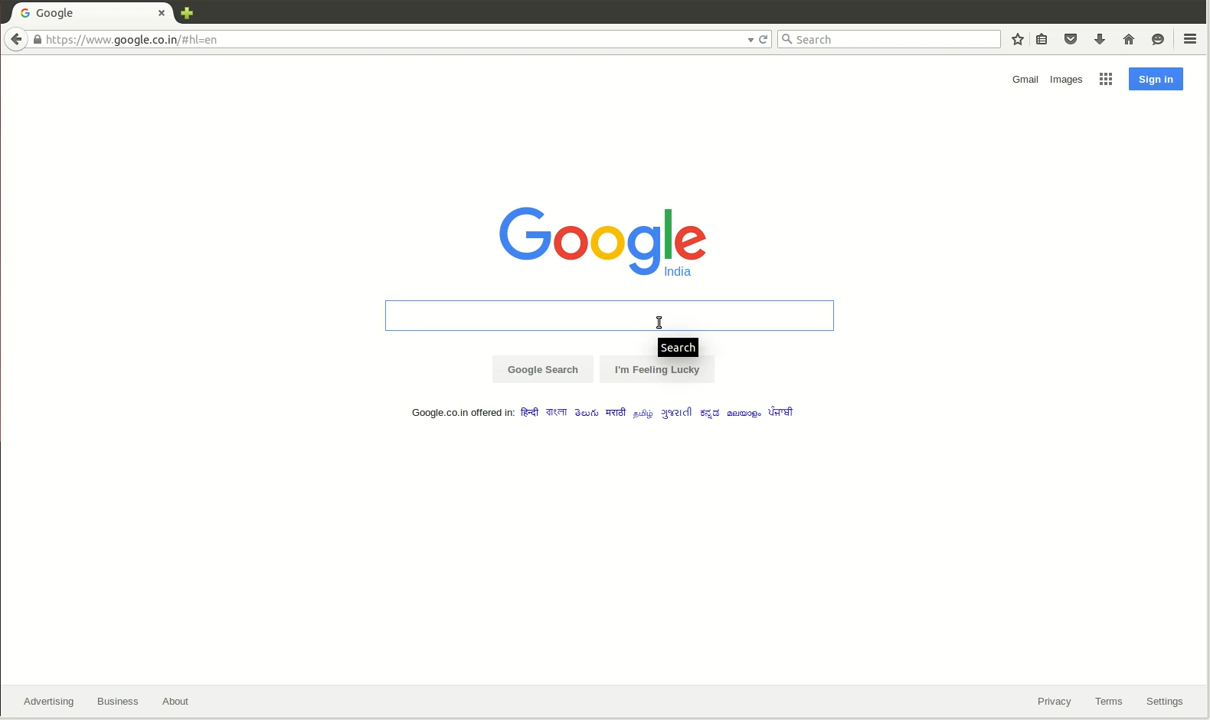 Google
https://www.google.co.in/#hl=en
Search
Gmail Images Sign in
Google
India
Search
Google Search I'm Feeling Lucky
Google.co.in offered in: हिन्दी বাংলা తెలుగు मराठी தமிழ் ગુજરાતી ಕನ್ನಡ മലയാളം ਪੰਜਾਬੀ
Advertising Business About Privacy Terms Settings